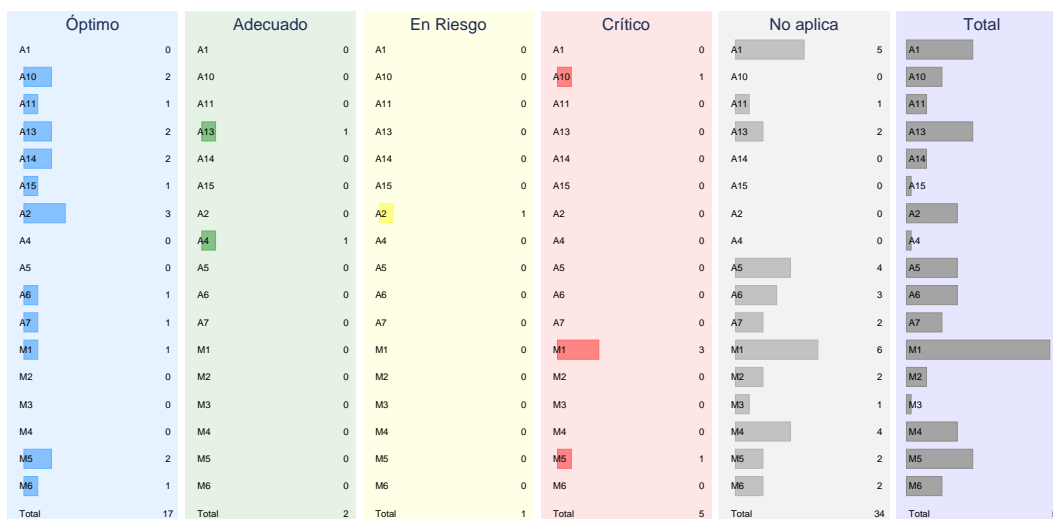 Óptimo Adecuado En Riesgo Crítico No aplica Total
A1 0 A1 0 A1 0 A1 0 A1 5 A1
A10 2 A10 0 A10 0 A10 1 A10 0 A10
A11 1 A11 0 A11 0 A11 0 A11 1 A11
A13 2 A13 1 A13 0 A13 0 A13 2 A13
A14 2 A14 0 A14 0 A14 0 A14 0 A14
A15 1 A15 0 A15 0 A15 0 A15 0 A15
A2 3 A2 0 A2 1 A2 0 A2 0 A2
A4 0 A4 1 A4 0 A4 0 A4 0 A4
A5 0 A5 0 A5 0 A5 0 A5 4 A5
A6 1 A6 0 A6 0 A6 0 A6 3 A6
A7 1 A7 0 A7 0 A7 0 A7 2 A7
M1 1 M1 0 M1 0 M1 3 M1 6 M1
M2 0 M2 0 M2 0 M2 0 M2 2 M2
M3 0 M3 0 M3 0 M3 0 M3 1 M3
M4 0 M4 0 M4 0 M4 0 M4 4 M4
M5 2 M5 0 M5 0 M5 1 M5 2 M5
M6 1 M6 0 M6 0 M6 0 M6 2 M6
Total 17 Total 2 Total 1 Total 5 Total 34 Total